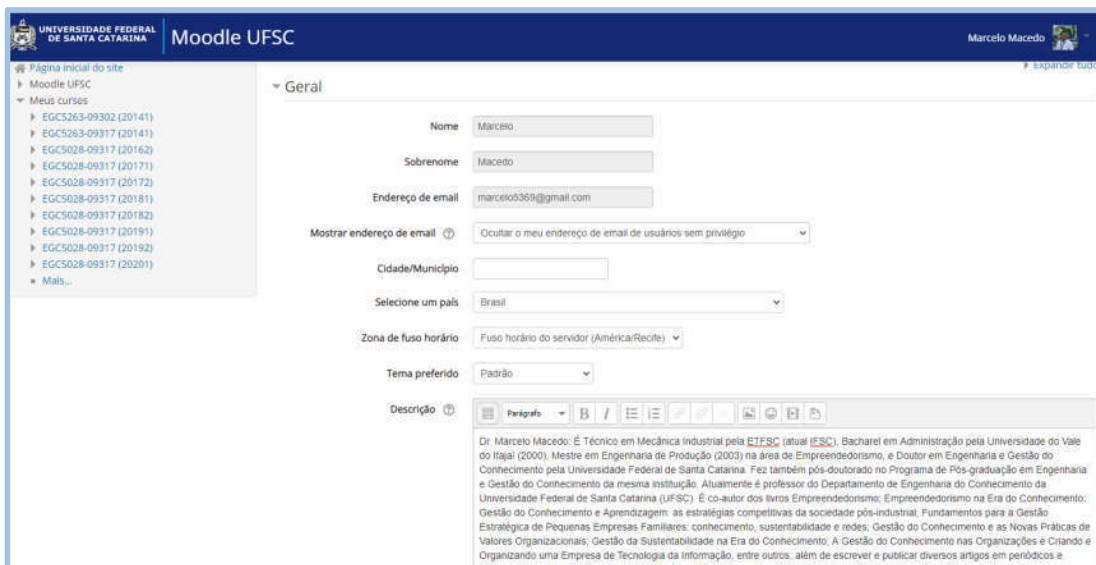 UNIVERSIDADE FEDERAL
DE SANTA CATARINA
Moodle UFSC
Marcelo Macedo
Página inicial do site
Moodle UFSC
Meus cursos
EGC5263-09302 (20141)
EGC5263-09317 (20141)
EGC5028-09317 (20162)
EGC5028-09317 (20171)
EGC5028-09317 (20172)
EGC5028-09317 (20181)
EGC5028-09317 (20182)
EGC5028-09317 (20191)
EGC5028-09317 (20192)
EGC5028-09317 (20201)
Mais...
Expandir tudo
Geral
Nome Marcelo
Sobrenome Macedo
Endereço de email marcelo5369@gmail.com
Mostrar endereço de email Ocultar o meu endereço de email de usuários sem privilégio
Cidade/Município
Selecione um país Brasil
Zona de fuso horário Fuso horário do servidor (América/Recife)
Tema preferido Padrão
Descrição Parágrafo B I
Dr. Marcelo Macedo: É Técnico em Mecânica Industrial pela ETFSC (atual IFSC), Bacharel em Administração pela Universidade do Vale
do Itajaí (2000), Mestre em Engenharia de Produção (2003) na área de Empreendedorismo, e Doutor em Engenharia e Gestão do
Conhecimento pela Universidade Federal de Santa Catarina. Fez também pós-doutorado no Programa de Pós-graduação em Engenharia
e Gestão do Conhecimento da mesma instituição. Atualmente é professor do Departamento de Engenharia do Conhecimento da
Universidade Federal de Santa Catarina (UFSC). É co-autor dos livros Empreendedorismo; Empreendedorismo na Era do Conhecimento;
Gestão do Conhecimento e Aprendizagem: as estratégias competitivas da sociedade pós-industrial; Fundamentos para a Gestão
Estratégica de Pequenas Empresas Familiares: conhecimento, sustentabilidade e redes; Gestão do Conhecimento e as Novas Práticas de
Valores Organizacionais; Gestão da Sustentabilidade na Era do Conhecimento; A Gestão do Conhecimento nas Organizações e Criando e
Organizando uma Empresa de Tecnologia da Informação, entre outros; além de escrever e publicar diversos artigos em periódicos e